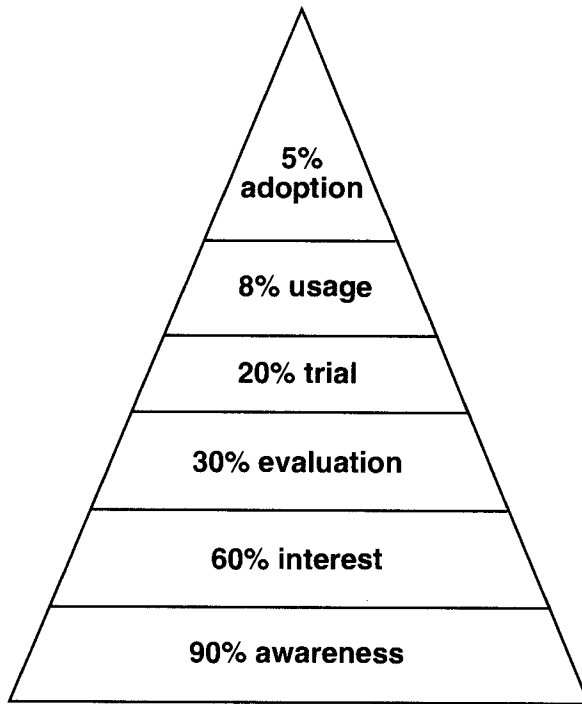 5%
adoption
8% usage
20% trial
30% evaluation
60% interest
90% awareness